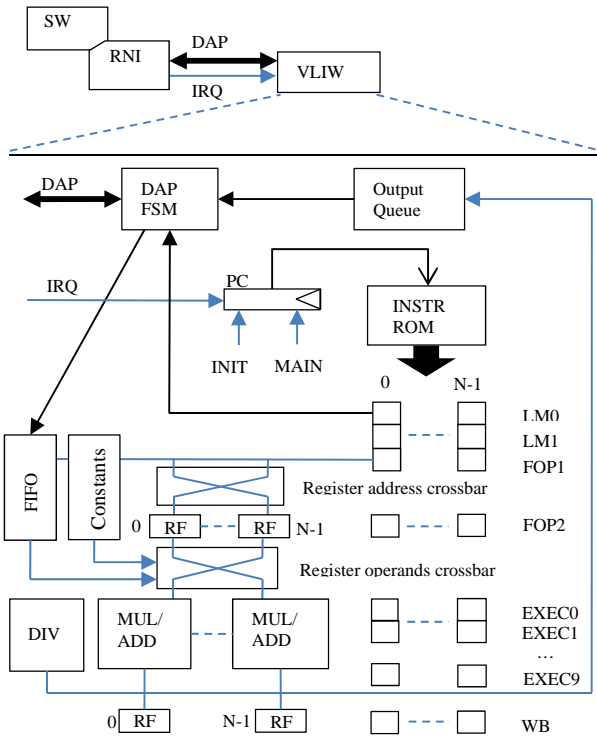 SW
RNI
DAP
IRQ
VLIW
DAP
DAP
FSM
Output
Queue
IRQ
PC
INIT
MAIN
INSTR
ROM
0
N-1
LM0
LM1
FOP1
FIFO
Constants
Register address crossbar
0
RF
RF
N-1
FOP2
Register operands crossbar
DIV
MUL/
ADD
MUL/
ADD
EXEC0
EXEC1
...
EXEC9
0
RF
N-1
RF
WB